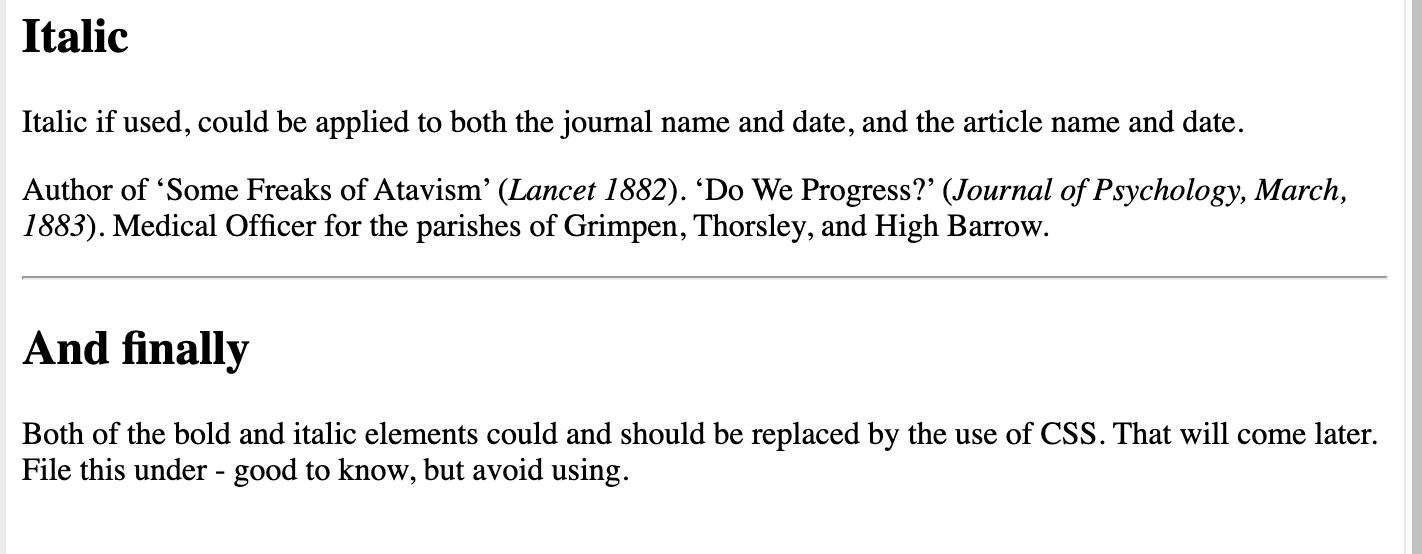 Italic
Italic if used, could be applied to both the journal name and date, and the article name and date.
Author of ‘Some Freaks of Atavism’ (Lancet 1882). ‘Do We Progress?’ (Journal of Psychology, March,
1883). Medical Officer for the parishes of Grimpen, Thorsley, and High Barrow.
And finally
Both of the bold and italic elements could and should be replaced by the use of CSS. That will come later.
File this under - good to know, but avoid using.